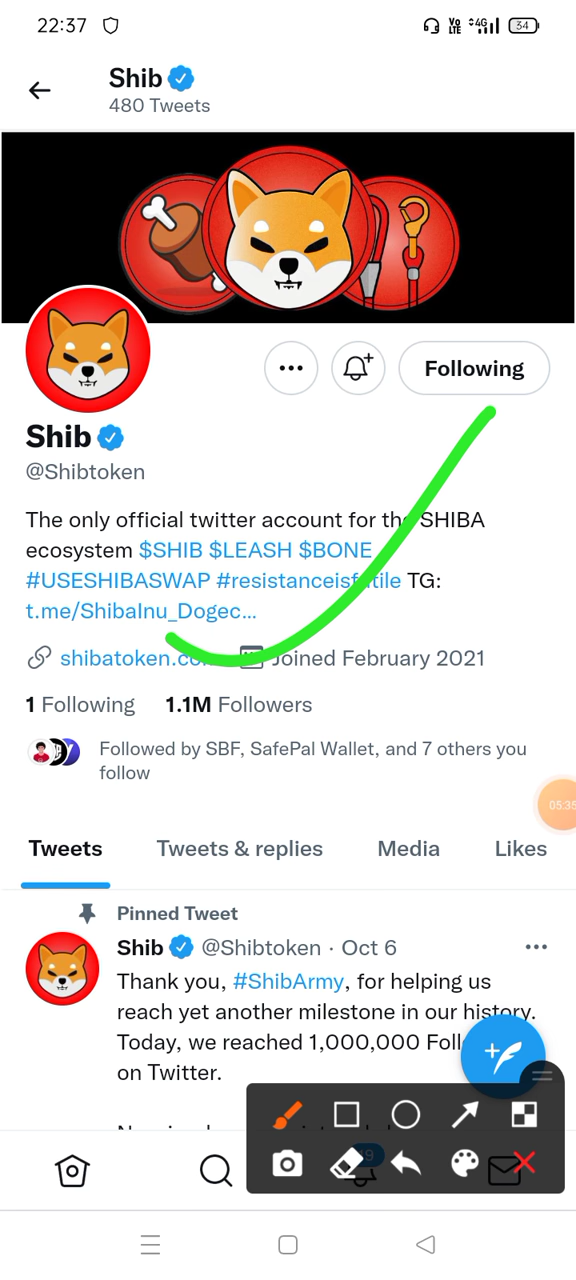 22:37
Vo
LTE
4G
34
Shib
480 Tweets
Following
Shib
@Shibtoken
The only official twitter account for the SHIBA
ecosystem $SHIB $LEASH $BONE
#USESHIBASWAP #resistanceisfutile TG:
t.me/ShibaInu_Dogec...
shibatoken.co
Joined February 2021
1 Following 1.1M Followers
Followed by SBF, SafePal Wallet, and 7 others you
follow
Tweets Tweets & replies Media Likes
Pinned Tweet
Shib @Shibtoken · Oct 6
Thank you, #ShibArmy, for helping us
reach yet another milestone in our history.
Today, we reached 1,000,000
on Twitter.